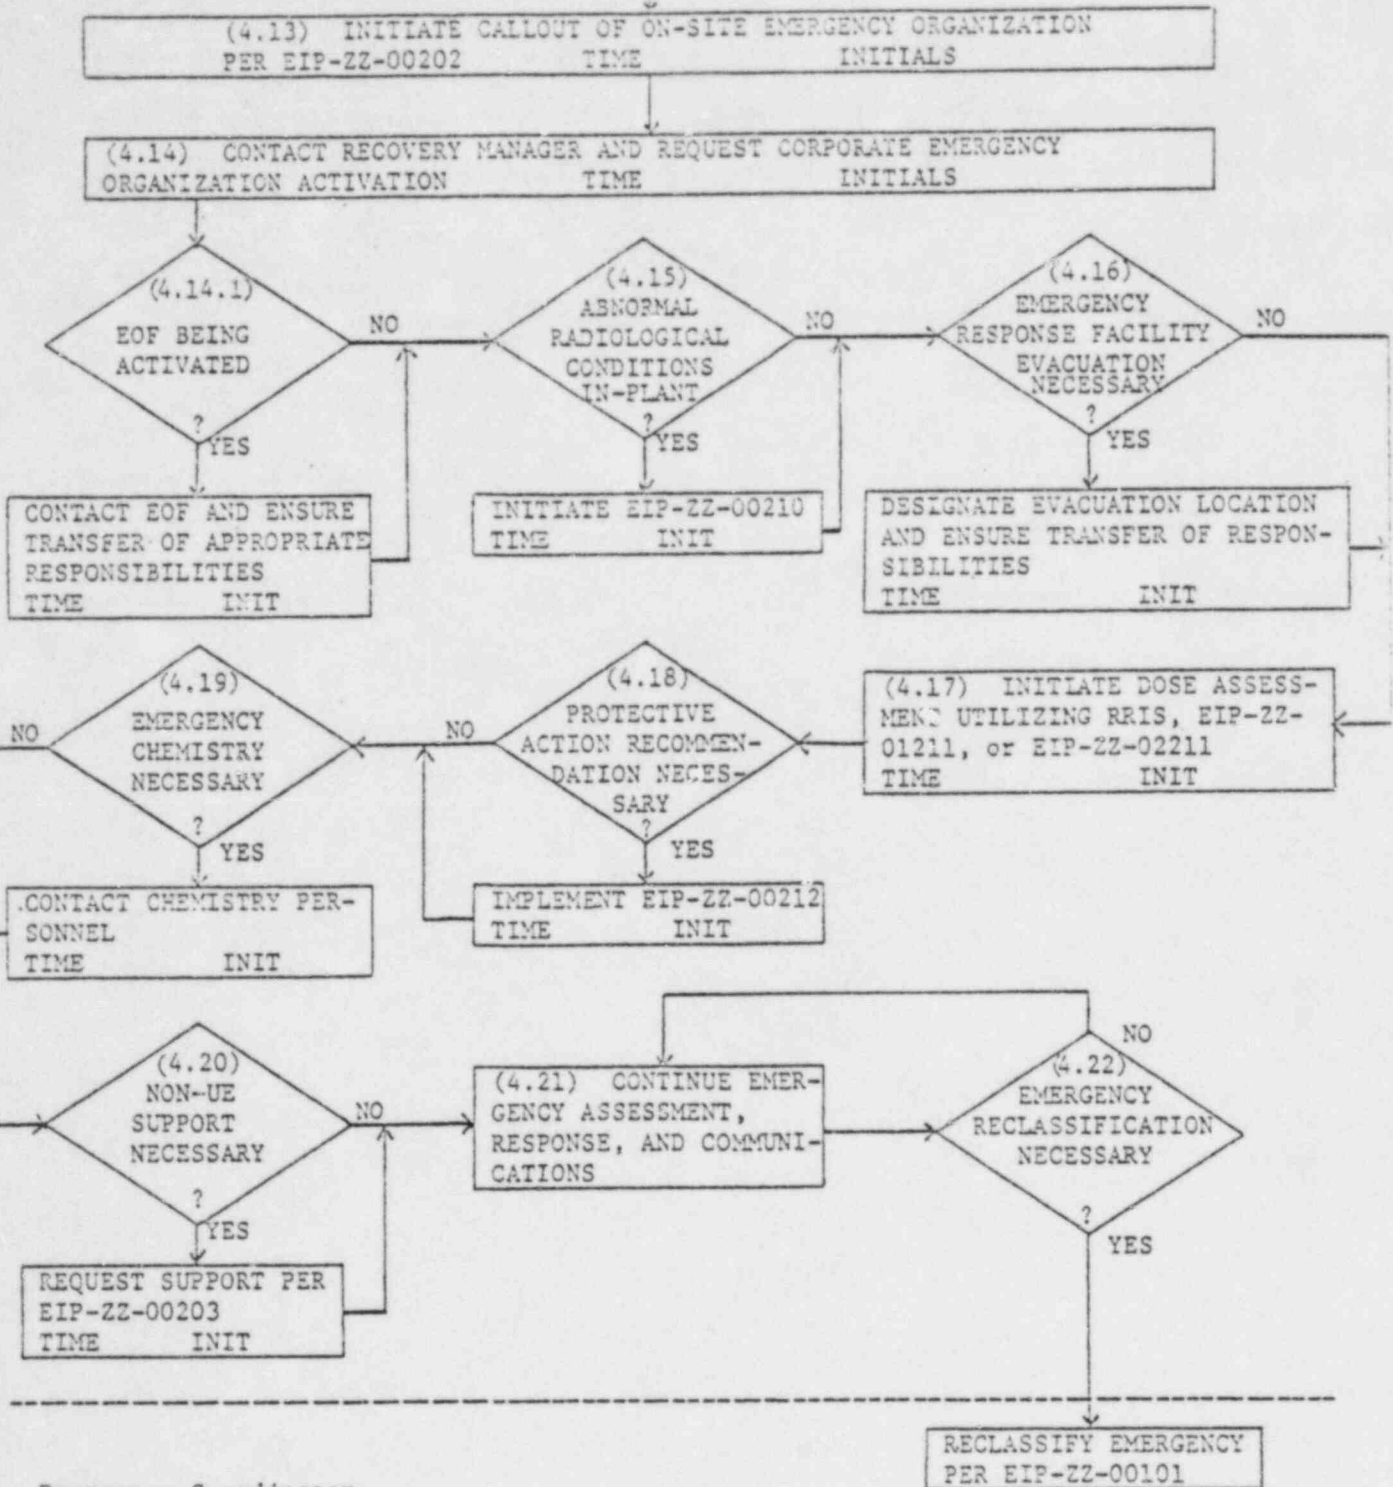 (4.13) INITIATE CALLOUT OF ON-SITE EMERGENCY ORGANIZATION
PER EIP-ZZ-00202 TIME INITIALS
(4.14) CONTACT RECOVERY MANAGER AND REQUEST CORPORATE EMERGENCY
ORGANIZATION ACTIVATION TIME INITIALS
(4.14.1)
EOF BEING
ACTIVATED
?
NO
YES
CONTACT EOF AND ENSURE
TRANSFER OF APPROPRIATE
RESPONSIBILITIES
TIME INIT
(4.15)
ABNORMAL
RADIOLOGICAL
CONDITIONS
IN-PLANT
?
NO
YES
INITIATE EIP-ZZ-00210
TIME INIT
(4.16)
EMERGENCY
RESPONSE FACILITY
EVACUATION
NECESSARY
?
NO
YES
DESIGNATE EVACUATION LOCATION
AND ENSURE TRANSFER OF RESPON-
SIBILITIES
TIME INIT
(4.17) INITIATE DOSE ASSESS-
MENT UTILIZING RRIS, EIP-ZZ-
01211, or EIP-ZZ-02211
TIME INIT
(4.18)
PROTECTIVE
ACTION RECOMMEN-
DATION NECES-
SARY
?
NO
YES
IMPLEMENT EIP-ZZ-00212
TIME INIT
(4.19)
EMERGENCY
CHEMISTRY
NECESSARY
?
NO
YES
CONTACT CHEMISTRY PER-
SONNEL
TIME INIT
(4.20)
NON-UE
SUPPORT
NECESSARY
?
NO
YES
REQUEST SUPPORT PER
EIP-ZZ-00203
TIME INIT
(4.21) CONTINUE EMER-
GENCY ASSESSMENT,
RESPONSE, AND COMMUNI-
CATIONS
(4.22)
EMERGENCY
RECLASSIFICATION
NECESSARY
?
NO
YES
RECLASSIFY EMERGENCY
PER EIP-ZZ-00101